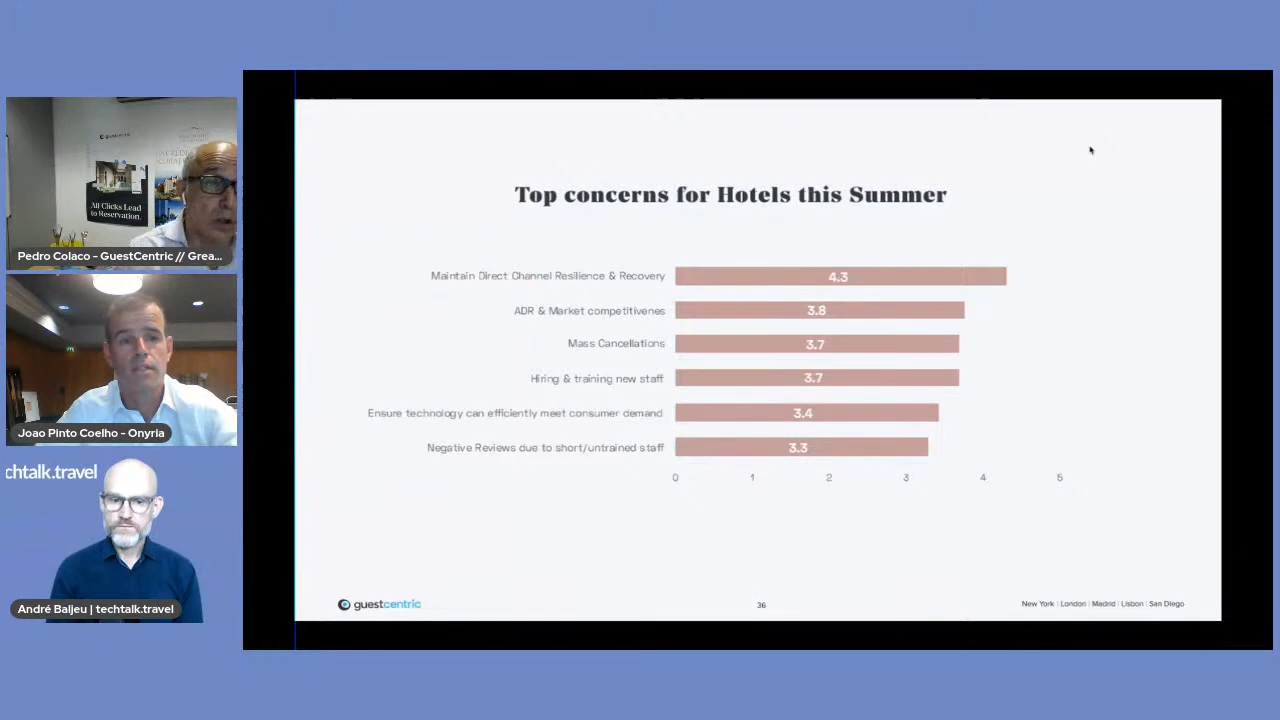 All Clicks Lead
to Reservation.
Pedro Colaco - GuestCentric // Grea...
Joao Pinto Coelho - Onyria
chtalk.travel
André Baljeu | techtalk.travel
Top concerns for Hotels this Summer
Maintain Direct Channel Resilience & Recovery 4.3
ADR & Market competitivenes 3.8
Mass Cancellations 3.7
Hiring & training new staff 3.7
Ensure technology can efficiently meet consumer demand 3.4
Negative Reviews due to short/untrained staff 3.3
0 1 2 3 4 5
guestcentric
36
New York | London | Madrid | Lisbon | San Diego